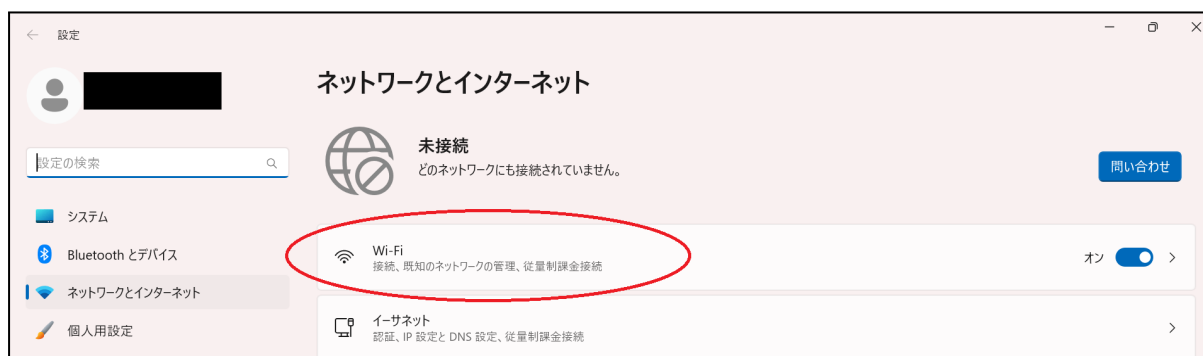 設定
ネットワークとインターネット
未接続
どのネットワークにも接続されていません。
問い合わせ
設定の検索
システム
Bluetooth とデバイス
ネットワークとインターネット
個人用設定
Wi-Fi
接続、既知のネットワークの管理、従量制課金接続
オン
イーサネット
認証、IP 設定と DNS 設定、従量制課金接続